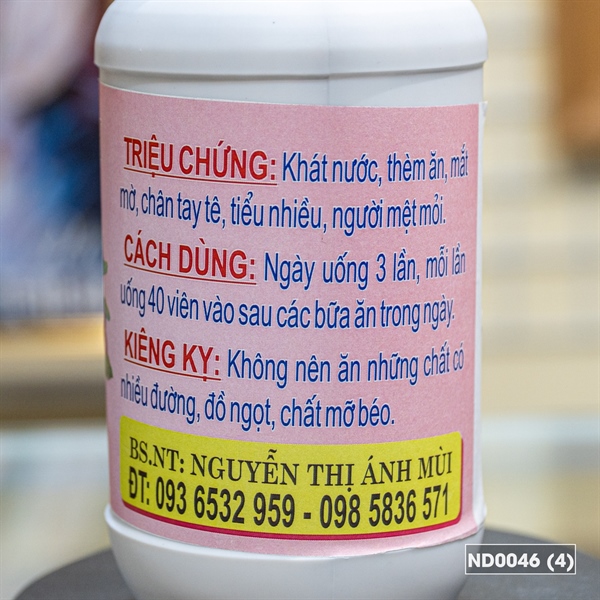 TRIỆU CHỨNG: Khát nước, thèm ăn, mắt
mờ, chân tay tê, tiểu nhiều, người mệt mỏi.
CÁCH DÙNG: Ngày uống 3 lần, mỗi lần
uống 40 viên vào sau các bữa ăn trong ngày.
KIÊNG KỴ: Không nên ăn những chất có
nhiều đường, đồ ngọt, chất mỡ béo.
BS.NT: NGUYỄN THỊ ÁNH MÙI
ĐT: 093 6532 959 - 098 5836 571
ND0046 (4)